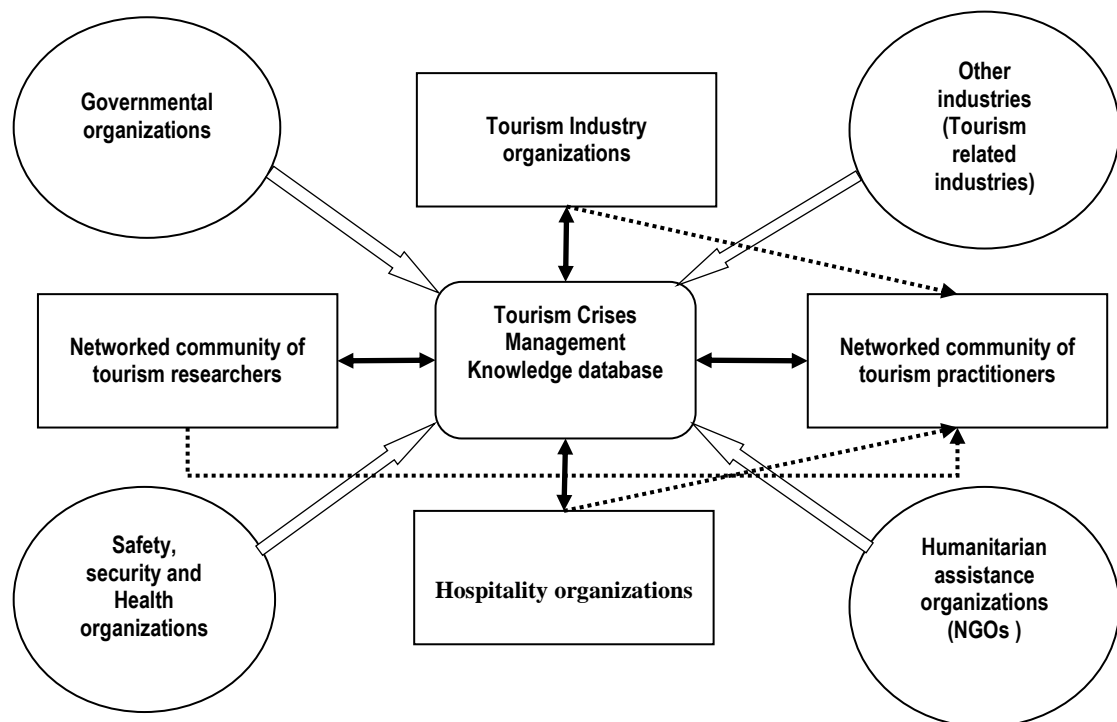 Governmental
organizations
Tourism Industry
organizations
Other
industries
(Tourism
related
industries)
Networked community of
tourism researchers
Tourism Crises
Management
Knowledge database
Networked community of
tourism practitioners
Safety,
security and
Health
organizations
Hospitality organizations
Humanitarian
assistance
organizations
(NGOs )